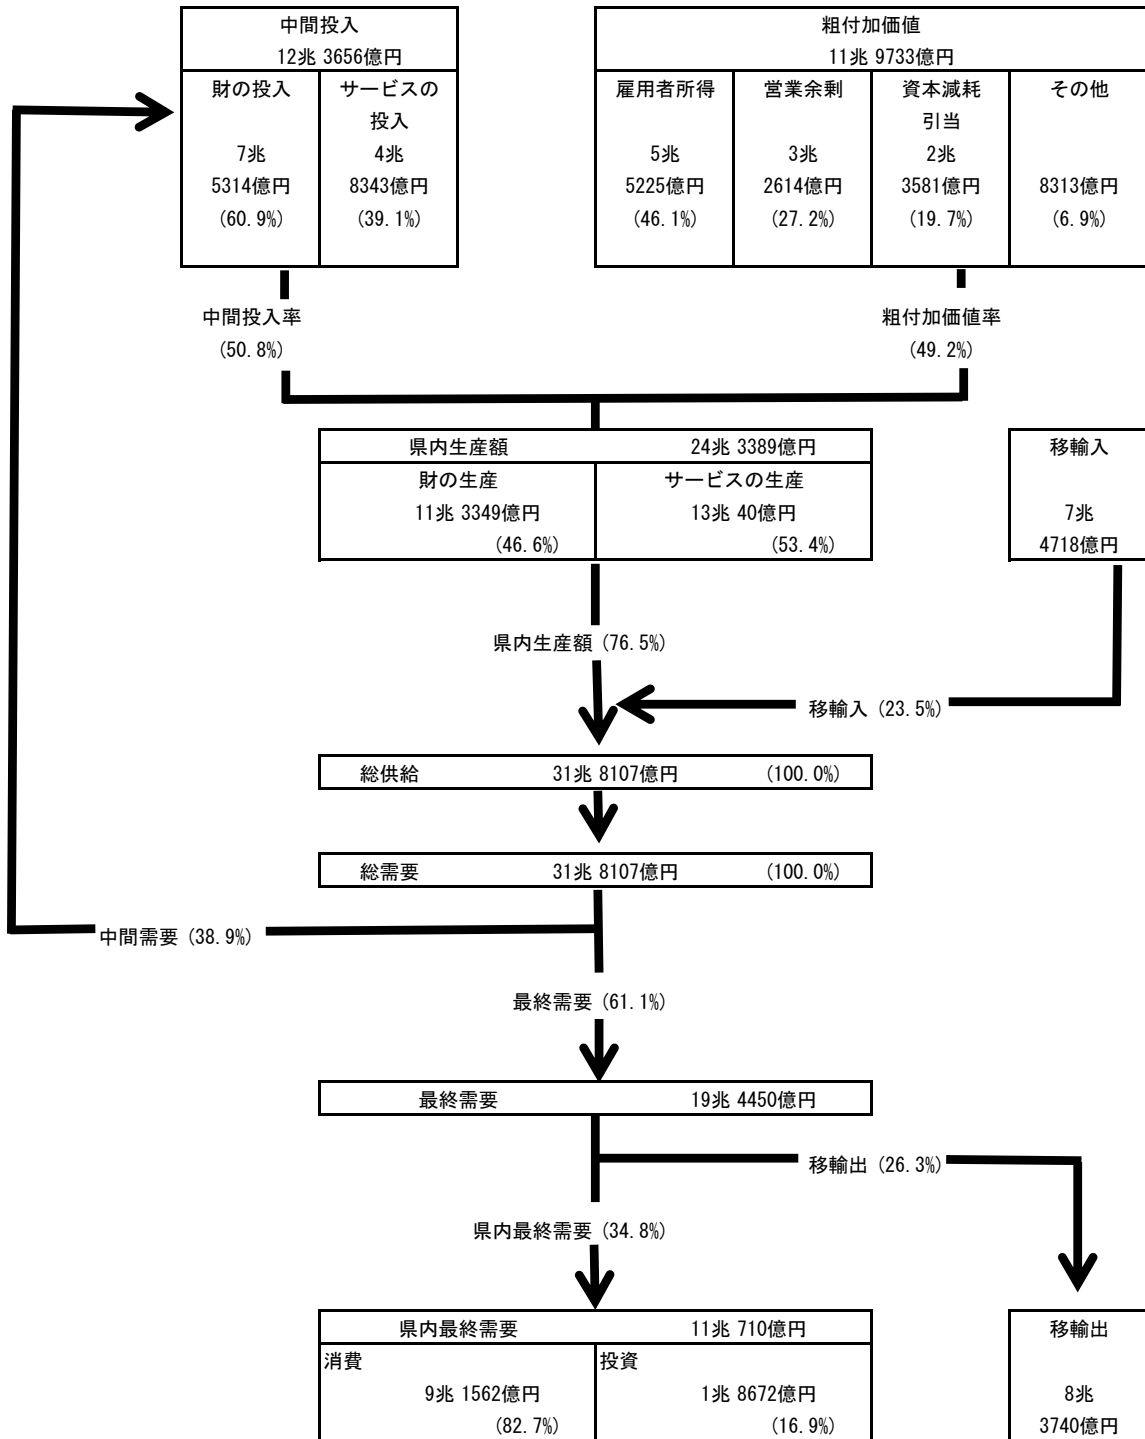 中間投入
12兆 3656億円
財の投入
7兆
5314億円
(60.9%)
サービスの
投入
4兆
8343億円
(39.1%)
粗付加価値
11兆 9733億円
雇用者所得
5兆
5225億円
(46.1%)
営業余剰
3兆
2614億円
(27.2%)
資本減耗
引当
2兆
3581億円
(19.7%)
その他
8313億円
(6.9%)
中間投入率
(50.8%)
粗付加価値率
(49.2%)
県内生産額 24兆 3389億円
財の生産
11兆 3349億円
(46.6%)
サービスの生産
13兆 40億円
(53.4%)
移輸入
7兆
4718億円
県内生産額 (76.5%)
移輸入 (23.5%)
総供給 31兆 8107億円 (100.0%)
総需要 31兆 8107億円 (100.0%)
中間需要 (38.9%)
最終需要 (61.1%)
最終需要 19兆 4450億円
移輸出 (26.3%)
県内最終需要 (34.8%)
県内最終需要 11兆 710億円
消費
9兆 1562億円
(82.7%)
投資
1兆 8672億円
(16.9%)
移輸出
8兆
3740億円